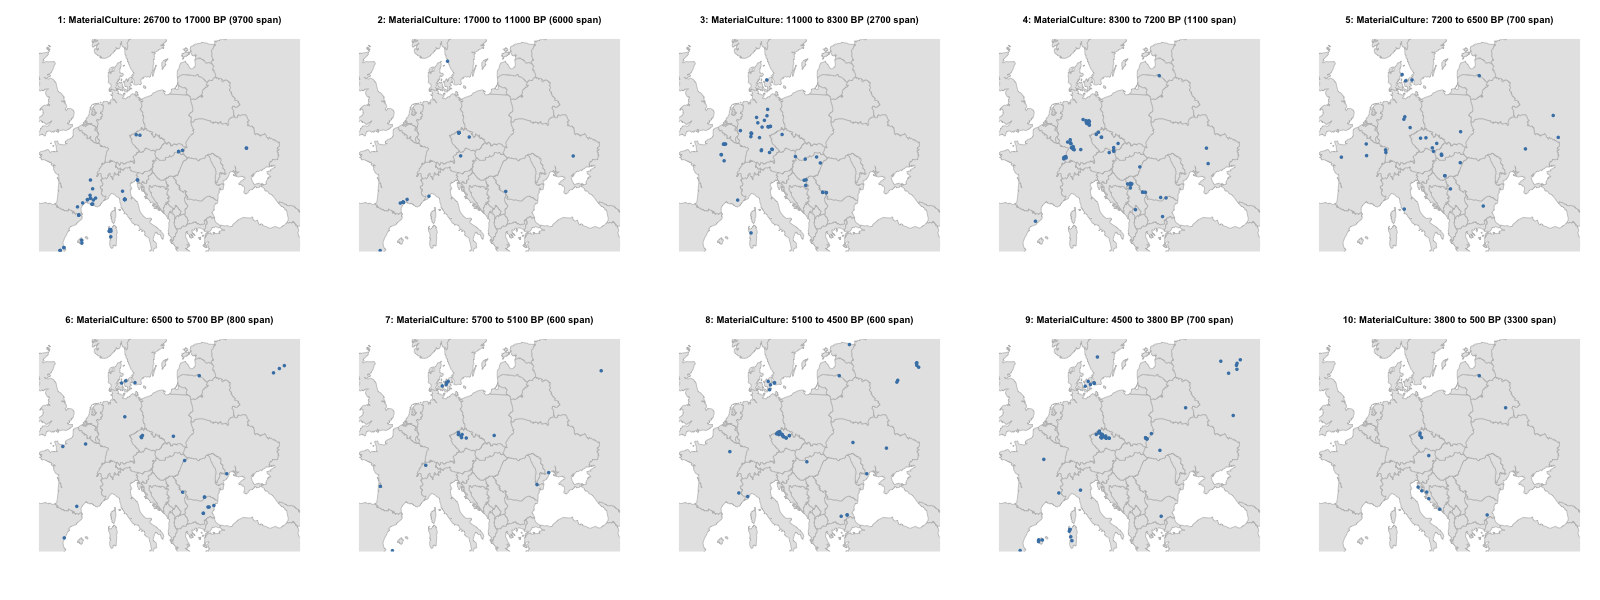 1: MaterialCulture: 26700 to 17000 BP (9700 span)
2: MaterialCulture: 17000 to 11000 BP (6000 span)
3: MaterialCulture: 11000 to 8300 BP (2700 span)
4: MaterialCulture: 8300 to 7200 BP (1100 span)
5: MaterialCulture: 7200 to 6500 BP (700 span)
6: MaterialCulture: 6500 to 5700 BP (800 span)
7: MaterialCulture: 5700 to 5100 BP (600 span)
8: MaterialCulture: 5100 to 4500 BP (600 span)
9: MaterialCulture: 4500 to 3800 BP (700 span)
10: MaterialCulture: 3800 to 500 BP (3300 span)